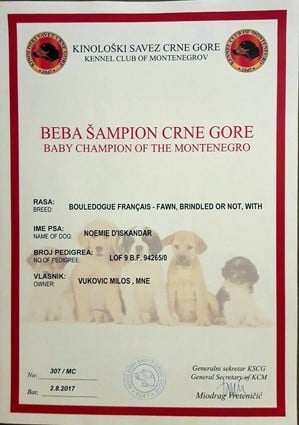 KINOLOŠKI SAVEZ CRNE GORE
KENNEL CLUB OF MONTENEGROV
BEBA ŠAMPION CRNE GORE
BABY CHAMPION OF THE MONTENEGRO
RASA:
BREED: BOULEDOGUE FRANÇAIS - FAWN, BRINDLED OR NOT, WITH
IME PSA:
NAME OF DOG: NOEMIE D'ISKANDAR
BROJ PEDIGREA:
NO OF PEDIGREE: LOF 9 B.F. 94265/0
VLASNIK:
OWNER: VUKOVIC MILOS , MNE
No: 307 / MC
Bar, 2.8.2017
Generalni sekretar KSCG
General Secretary of KCM
Miodrag Vreteničić